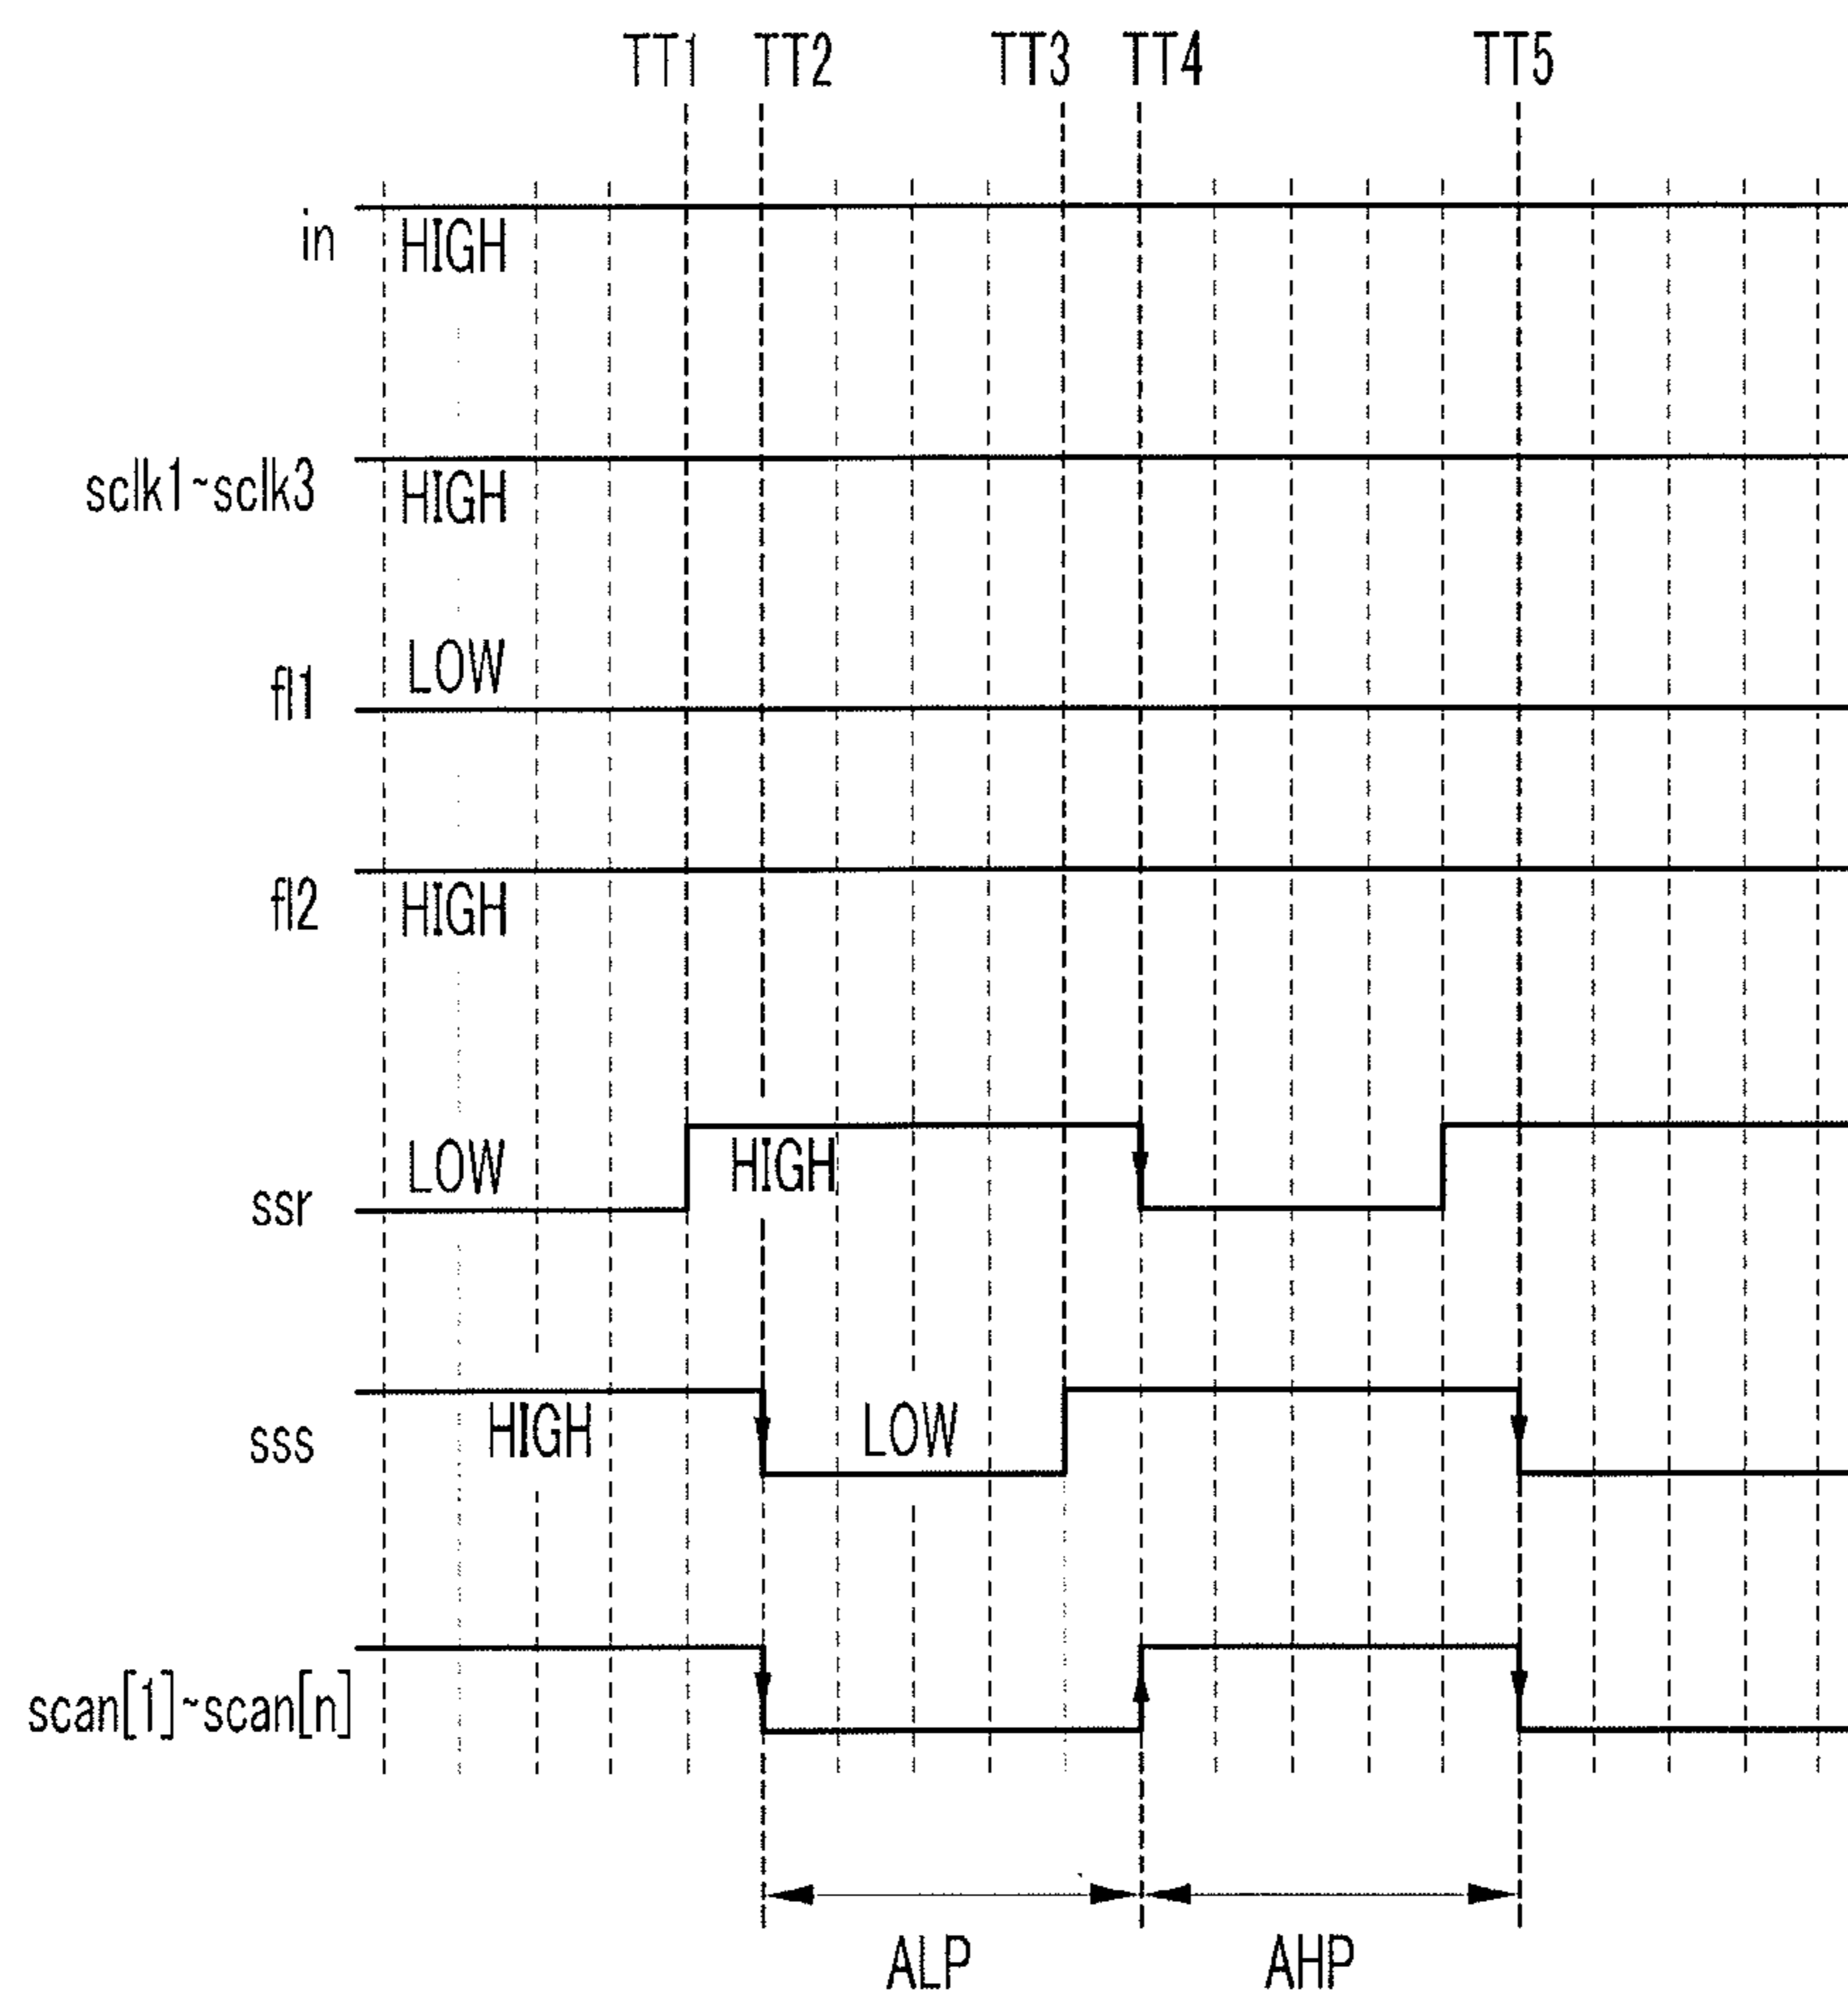 TT1 TT2 TT3 TT4 TT5
in HIGH
sclk1~sclk3 HIGH
fl1 LOW
fl2 HIGH
ssr LOW HIGH
sss HIGH LOW
scan[1]~scan[n]
ALP AHP